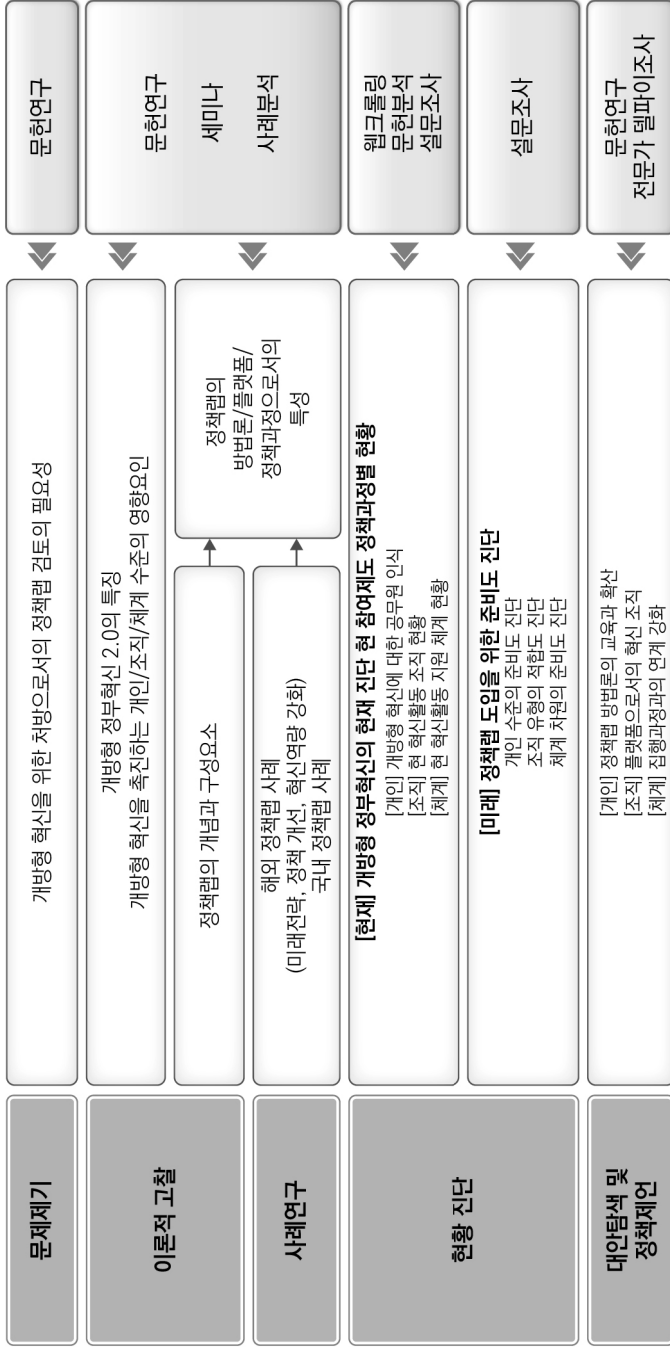 문제제기
개방형 혁신을 위한 처방으로서의 정책랩 검토의 필요성
문헌연구
이론적 고찰
개방형 정부혁신 2.0의 특징
개방형 혁신을 촉진하는 개인/조직/체계 수준의 영향요인
정책랩의 개념과 구성요소
사례연구
해외 정책랩 사례
(미래전략, 정책 개선, 혁신역량 강화)
국내 정책랩 사례
정책랩의
방법론/플랫폼/
정책과정으로서의
특성
문헌연구
세미나
사례분석
현황 진단
[현재] 개방형 정부혁신의 현재 진단 현 참여제도 정책과정별 현황
[개인] 개방형 혁신에 대한 공무원 인식
[조직] 현 혁신활동 조직 현황
[체계] 현 혁신활동 지원 체계 현황
웹크롤링
문헌분석
설문조사
[미래] 정책랩 도입을 위한 준비도 진단
개인 수준의 준비도 진단
조직 유형의 적합도 진단
체계 차원의 준비도 진단
설문조사
대안탐색 및
정책제언
[개인] 정책랩 방법론의 교육과 확산
[조직] 플랫폼으로서의 혁신 조직
[체계] 집행과정과의 연계 강화
문헌연구
전문가 델파이조사